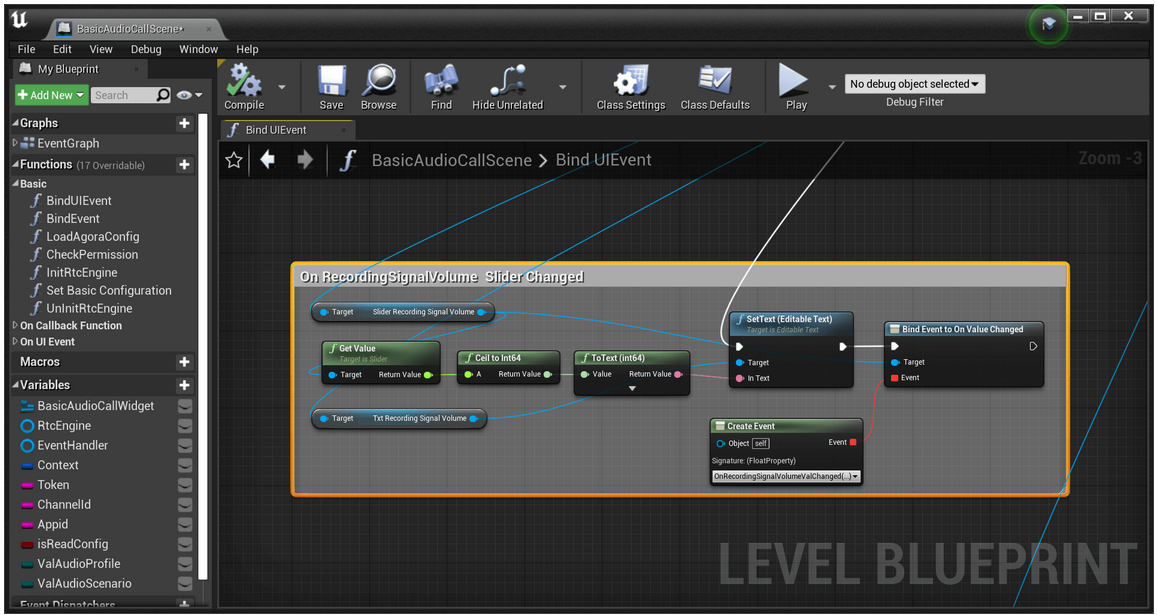 BasicAudioCallScene*
File Edit View Debug Window Help
My Blueprint
Add New Search
Compile Save Browse Find Hide Unrelated Class Settings Class Defaults Play
No debug object selected
Debug Filter
Graphs
EventGraph
Functions (17 Overridable)
Basic
BindUIEvent
BindEvent
LoadAgoraConfig
CheckPermission
InitRtcEngine
Set Basic Configuration
UnInitRtcEngine
On Callback Function
On UI Event
Macros
Variables
BasicAudioCallWidget
RtcEngine
EventHandler
Context
Token
ChannelId
Appid
isReadConfig
ValAudioProfile
ValAudioScenario
Event Dispatchers
Bind UIEvent
BasicAudioCallScene > Bind UIEvent
Zoom -3
On RecordingSignalVolume Slider Changed
Target Slider Recording Signal Volume
Get Value
Target is Slider
Target Return Value
Ceil to Int64
A Return Value
ToText (int64)
Value Return Value
Target Txt Recording Signal Volume
SetText (Editable Text)
Target is Editable Text
Target
In Text
Bind Event to On Value Changed
Target
Event
Create Event
Object self Event
Signature: (FloatProperty)
OnRecordingSignalVolumeValChanged(...)
LEVEL BLUEPRINT